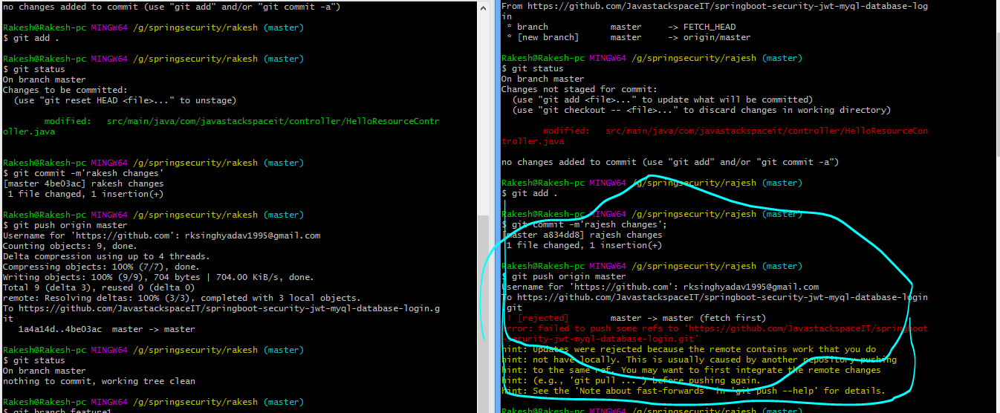 no changes added to commit (use "git add" and/or "git commit -a")
Rakesh@Rakesh-pc MINGW64 /g/springsecurity/rakesh (master)
$ git add .
Rakesh@Rakesh-pc MINGW64 /g/springsecurity/rakesh (master)
$ git status
On branch master
Changes to be committed:
  (use "git reset HEAD <file>..." to unstage)
        modified:   src/main/java/com/javastackspaceit/controller/HelloResourceContr
oller.java
Rakesh@Rakesh-pc MINGW64 /g/springsecurity/rakesh (master)
$ git commit -m'rakesh changes'
[master 4be03ac] rakesh changes
 1 file changed, 1 insertion(+)
Rakesh@Rakesh-pc MINGW64 /g/springsecurity/rakesh (master)
$ git push origin master
Username for 'https://github.com': rksinghyadav1995@gmail.com
Counting objects: 9, done.
Delta compression using up to 4 threads.
Compressing objects: 100% (7/7), done.
Writing objects: 100% (9/9), 704 bytes | 704.00 KiB/s, done.
Total 9 (delta 3), reused 0 (delta 0)
remote: Resolving deltas: 100% (3/3), completed with 3 local objects.
To https://github.com/JavastackspaceIT/springboot-security-jwt-myql-database-login.g
it
   1a4a14d..4be03ac  master -> master
Rakesh@Rakesh-pc MINGW64 /g/springsecurity/rakesh (master)
$ git status
On branch master
nothing to commit, working tree clean
Rakesh@Rakesh-pc MINGW64 /g/springsecurity/rakesh (master)
$ git branch feature1
From https://github.com/JavastackspaceIT/springboot-security-jwt-myql-database-log
in
 * branch            master     -> FETCH_HEAD
 * [new branch]      master     -> origin/master
Rakesh@Rakesh-pc MINGW64 /g/springsecurity/rajesh (master)
$ git status
On branch master
Changes not staged for commit:
  (use "git add <file>..." to update what will be committed)
  (use "git checkout -- <file>..." to discard changes in working directory)
        modified:   src/main/java/com/javastackspaceit/controller/HelloResourceCon
troller.java
no changes added to commit (use "git add" and/or "git commit -a")
Rakesh@Rakesh-pc MINGW64 /g/springsecurity/rajesh (master)
$ git add .
Rakesh@Rakesh-pc MINGW64 /g/springsecurity/rajesh (master)
$ git commit -m'rajesh changes';
[master a834dd8] rajesh changes
 1 file changed, 1 insertion(+)
Rakesh@Rakesh-pc MINGW64 /g/springsecurity/rajesh (master)
$ git push origin master
Username for 'https://github.com': rksinghyadav1995@gmail.com
To https://github.com/JavastackspaceIT/springboot-security-jwt-myql-database-login
.git
 ! [rejected]        master -> master (fetch first)
error: failed to push some refs to 'https://github.com/JavastackspaceIT/springboot
-security-jwt-myql-database-login.git'
hint: Updates were rejected because the remote contains work that you do
hint: not have locally. This is usually caused by another repository pushing
hint: to the same ref. You may want to first integrate the remote changes
hint: (e.g., 'git pull ...') before pushing again.
hint: See the 'Note about fast-forwards' in 'git push --help' for details.
Rakesh@Rakesh-pc MINGW64 /g/springsecurity/rajesh (master)